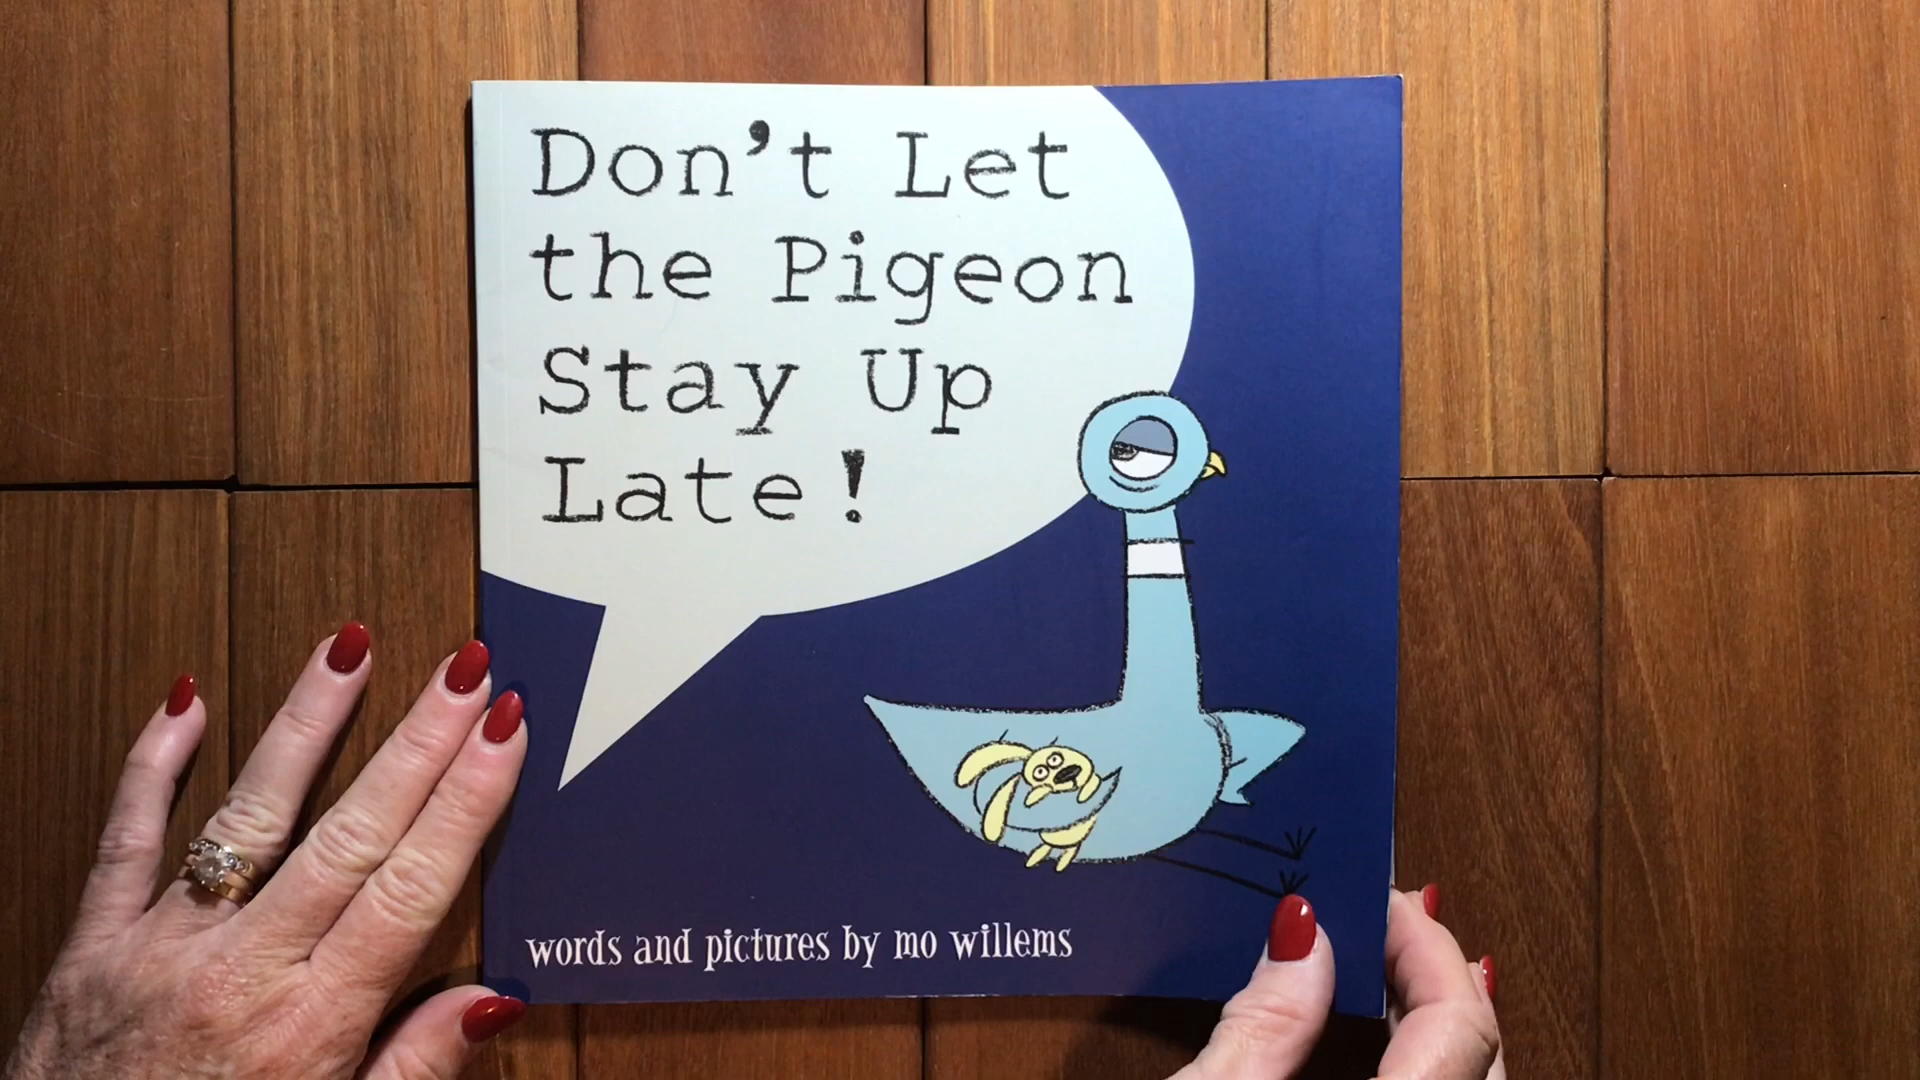 Don't Let
the Pigeon
Stay Up
Late!
words and pictures by mo willems